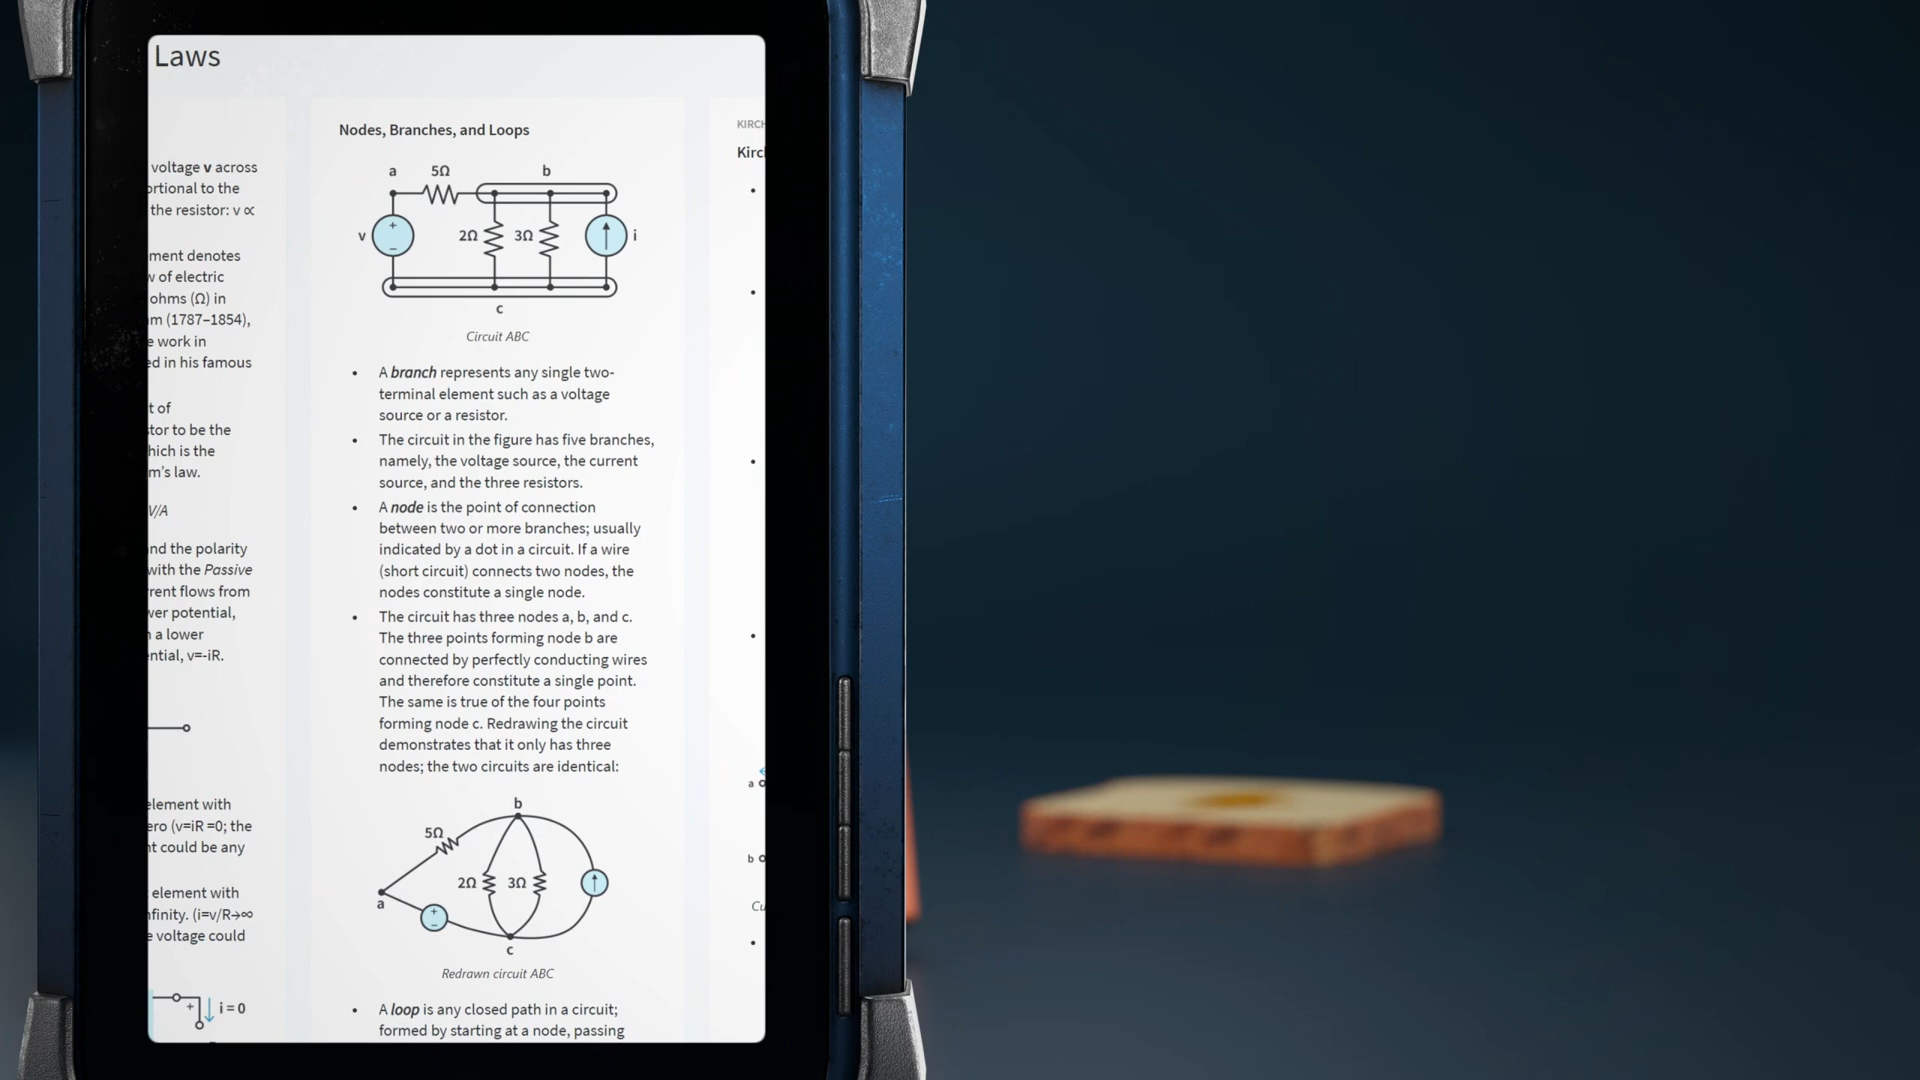 Laws
voltage v across
ortional to the
the resistor: v ∝
ment denotes
w of electric
ohms (Ω) in
m (1787–1854),
e work in
ed in his famous
t of
stor to be the
hich is the
m's law.
V/A
nd the polarity
with the Passive
rrent flows from
wer potential,
n a lower
ential, v=-iR.
element with
ero (v=iR =0; the
nt could be any
element with
nfinity. (i=v/R→∞
e voltage could
+ i = 0
Nodes, Branches, and Loops
a 5Ω b
v + − 2Ω 3Ω i
c
Circuit ABC
• A branch represents any single two-
terminal element such as a voltage
source or a resistor.
• The circuit in the figure has five branches,
namely, the voltage source, the current
source, and the three resistors.
• A node is the point of connection
between two or more branches; usually
indicated by a dot in a circuit. If a wire
(short circuit) connects two nodes, the
nodes constitute a single node.
• The circuit has three nodes a, b, and c.
The three points forming node b are
connected by perfectly conducting wires
and therefore constitute a single point.
The same is true of the four points
forming node c. Redrawing the circuit
demonstrates that it only has three
nodes; the two circuits are identical:
b
5Ω
2Ω 3Ω
a
+ −
c
Redrawn circuit ABC
• A loop is any closed path in a circuit;
formed by starting at a node, passing
KIRCH
Kircl
•
•
•
•
a
b
Cu
•